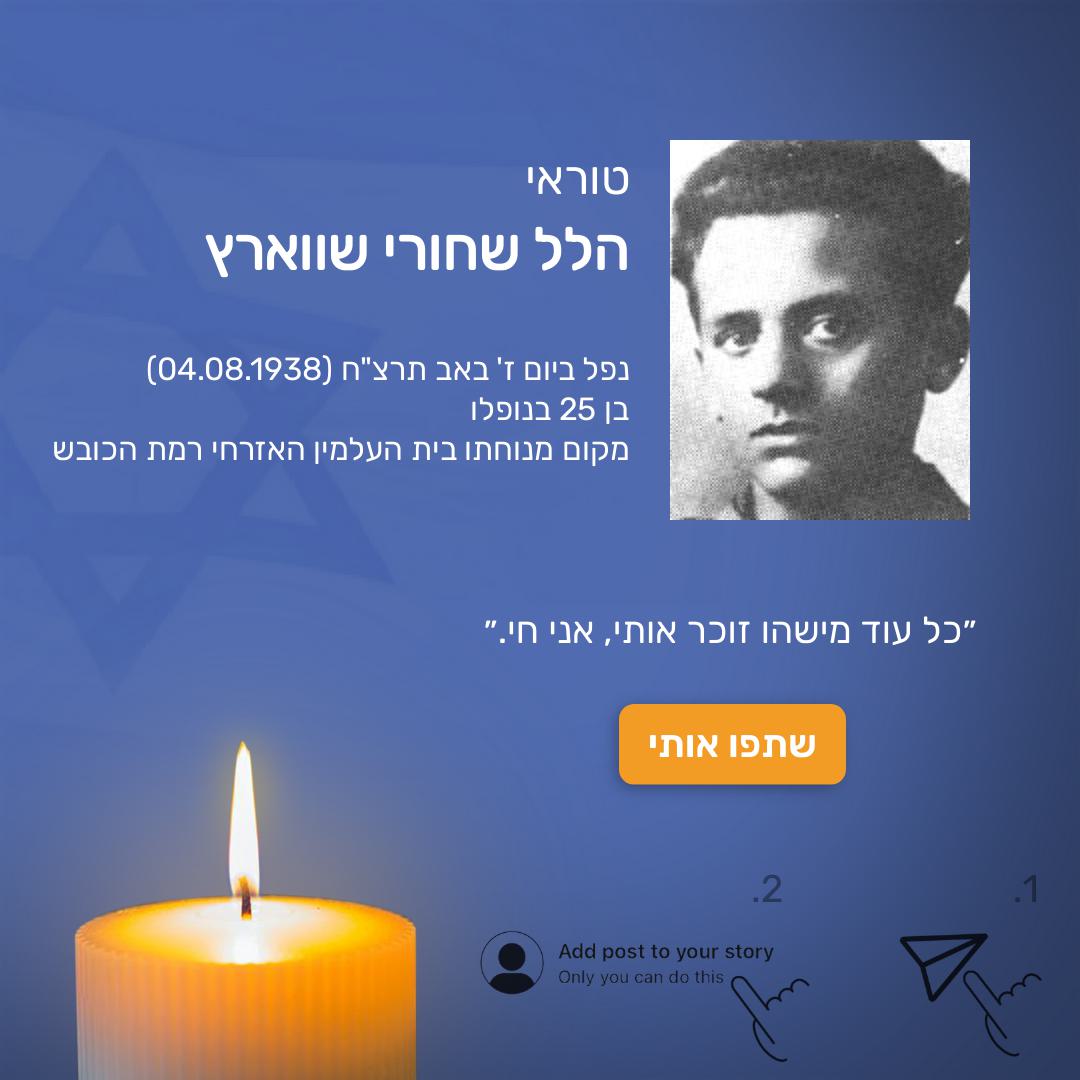 טוראי
הלל שחורי שווארץ
נפל ביום ז' באב תרצ"ח (04.08.1938)
בן 25 בנופלו
מקום מנוחתו בית העלמין האזרחי רמת הכובש
״כל עוד מישהו זוכר אותי, אני חי.״
שתפו אותי
.1
.2
Add post to your story
Only you can do this